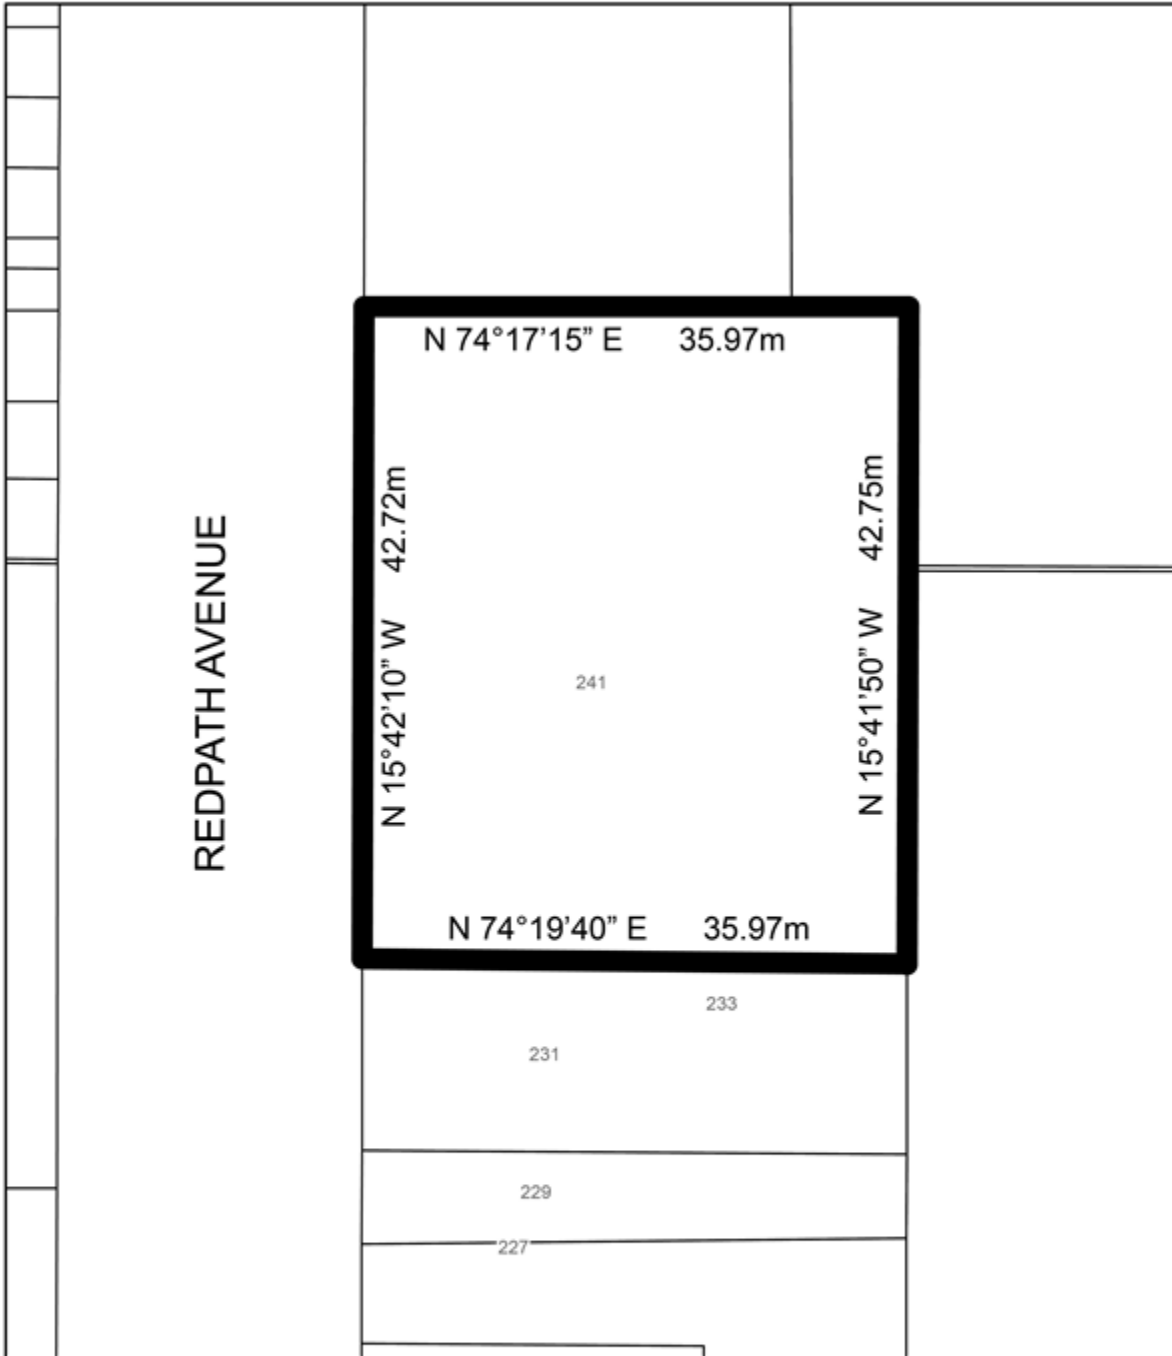 N 74°17’15” E 35.97m
REDPATH AVENUE
N 15°42’10” W 42.72m
N 15°41’50” W 42.75m
241
N 74°19’40” E 35.97m
233
231
229
227